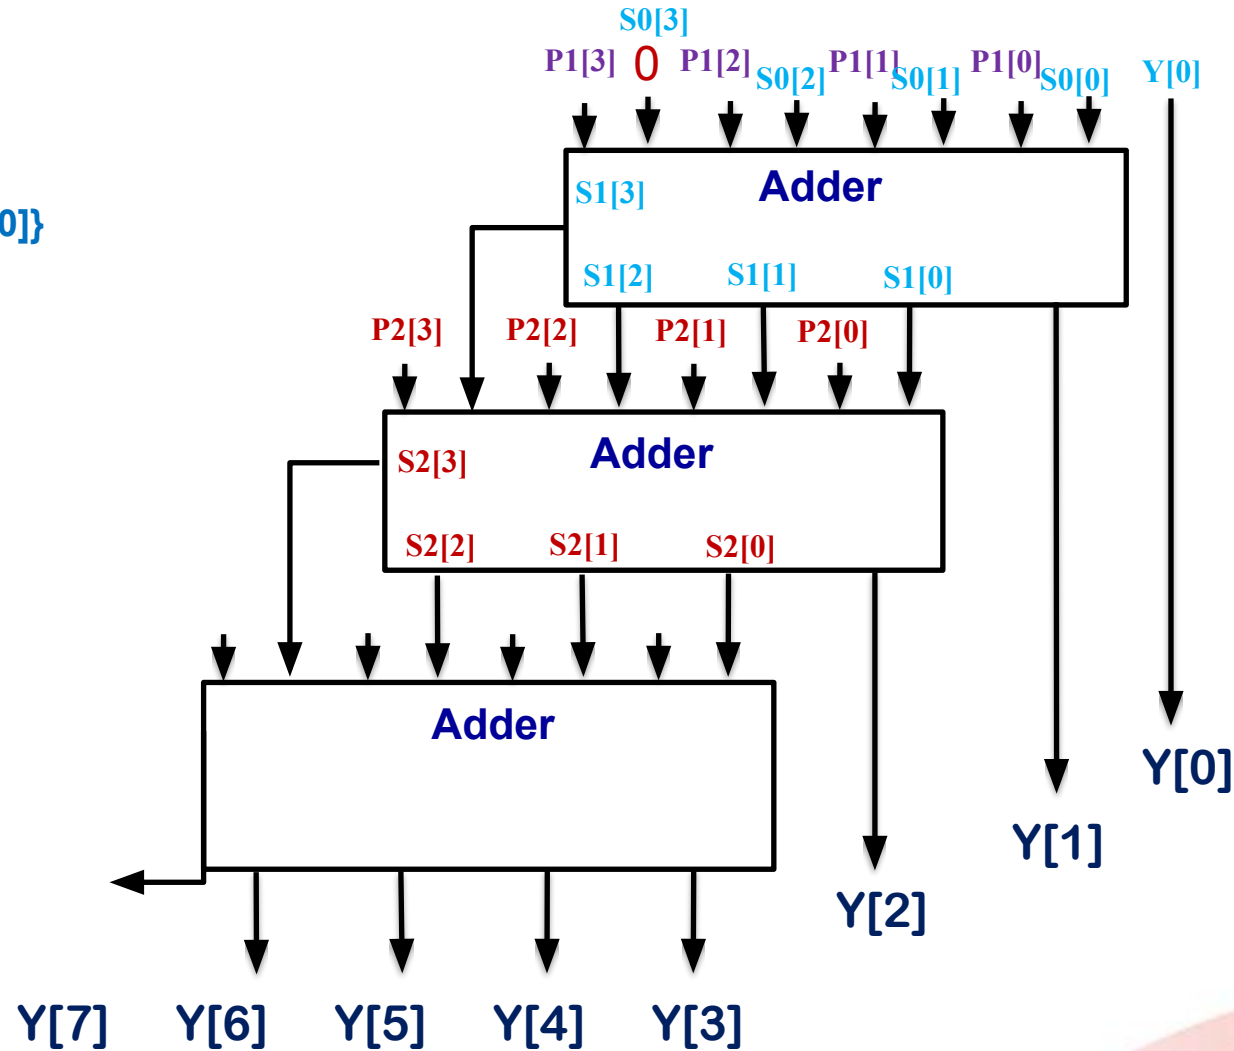 S0[3]
P1[3] 0 P1[2] S0[2] P1[1] S0[1] P1[0] S0[0] Y[0]
Adder
S1[3]
0]}
S1[2] S1[1] S1[0]
P2[3] P2[2] P2[1] P2[0]
Adder
S2[3]
S2[2] S2[1] S2[0]
Adder
Y[0]
Y[1]
Y[2]
Y[7] Y[6] Y[5] Y[4] Y[3]